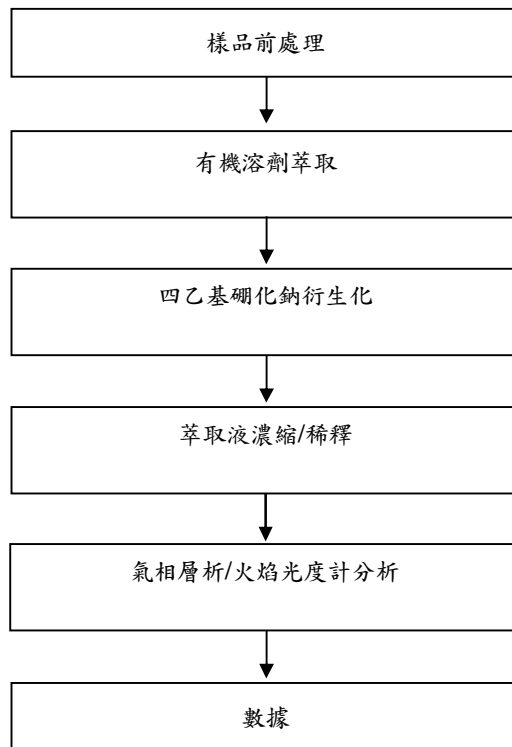 樣品前處理
有機溶劑萃取
四乙基硼化鈉衍生化
萃取液濃縮/稀釋
氣相層析/火焰光度計分析
數據